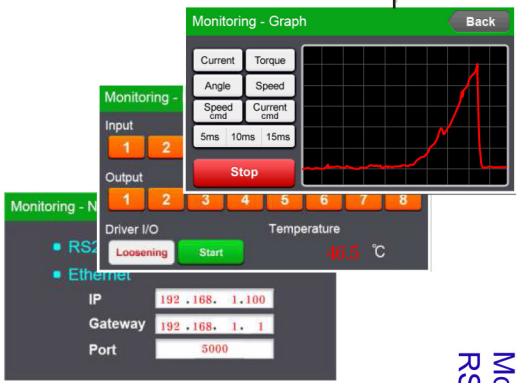 Monitoring - Graph Back
Current Torque
Angle Speed
Speed cmd Current cmd
5ms 10ms 15ms
Stop
Monitoring -
Input
1 2
Output
1 2 3 4 5 6 7 8
Driver I/O Temperature
Loosening Start 46.5 ℃
Monitoring -
Ethernet
IP 192 .168. 1.100
Gateway 192 .168. 1. 1
Port 5000